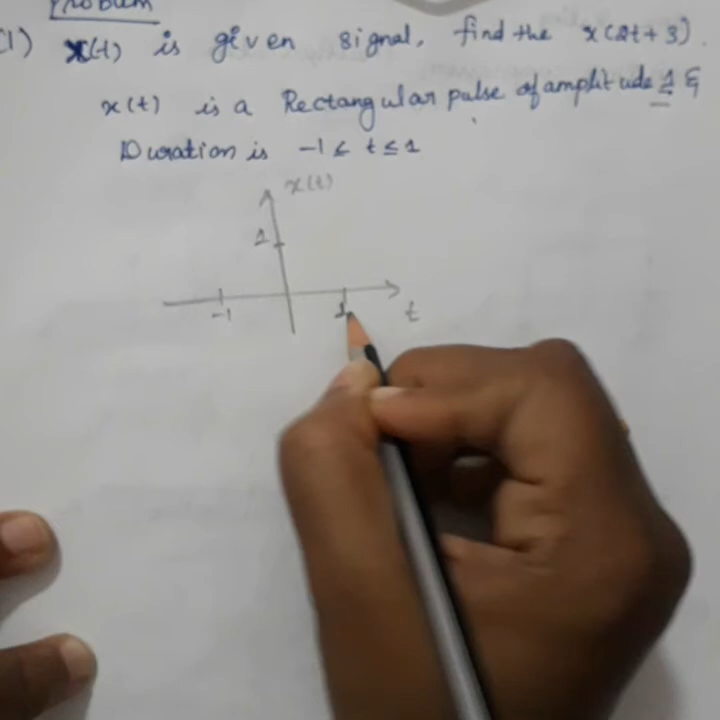 Problem
(1) x(t) is given signal, find the x(2t+3).
x(t) is a Rectangular pulse of amplitude 1 &
Duration is -1 ≤ t ≤ 1
x(t)
1
-1 1 t